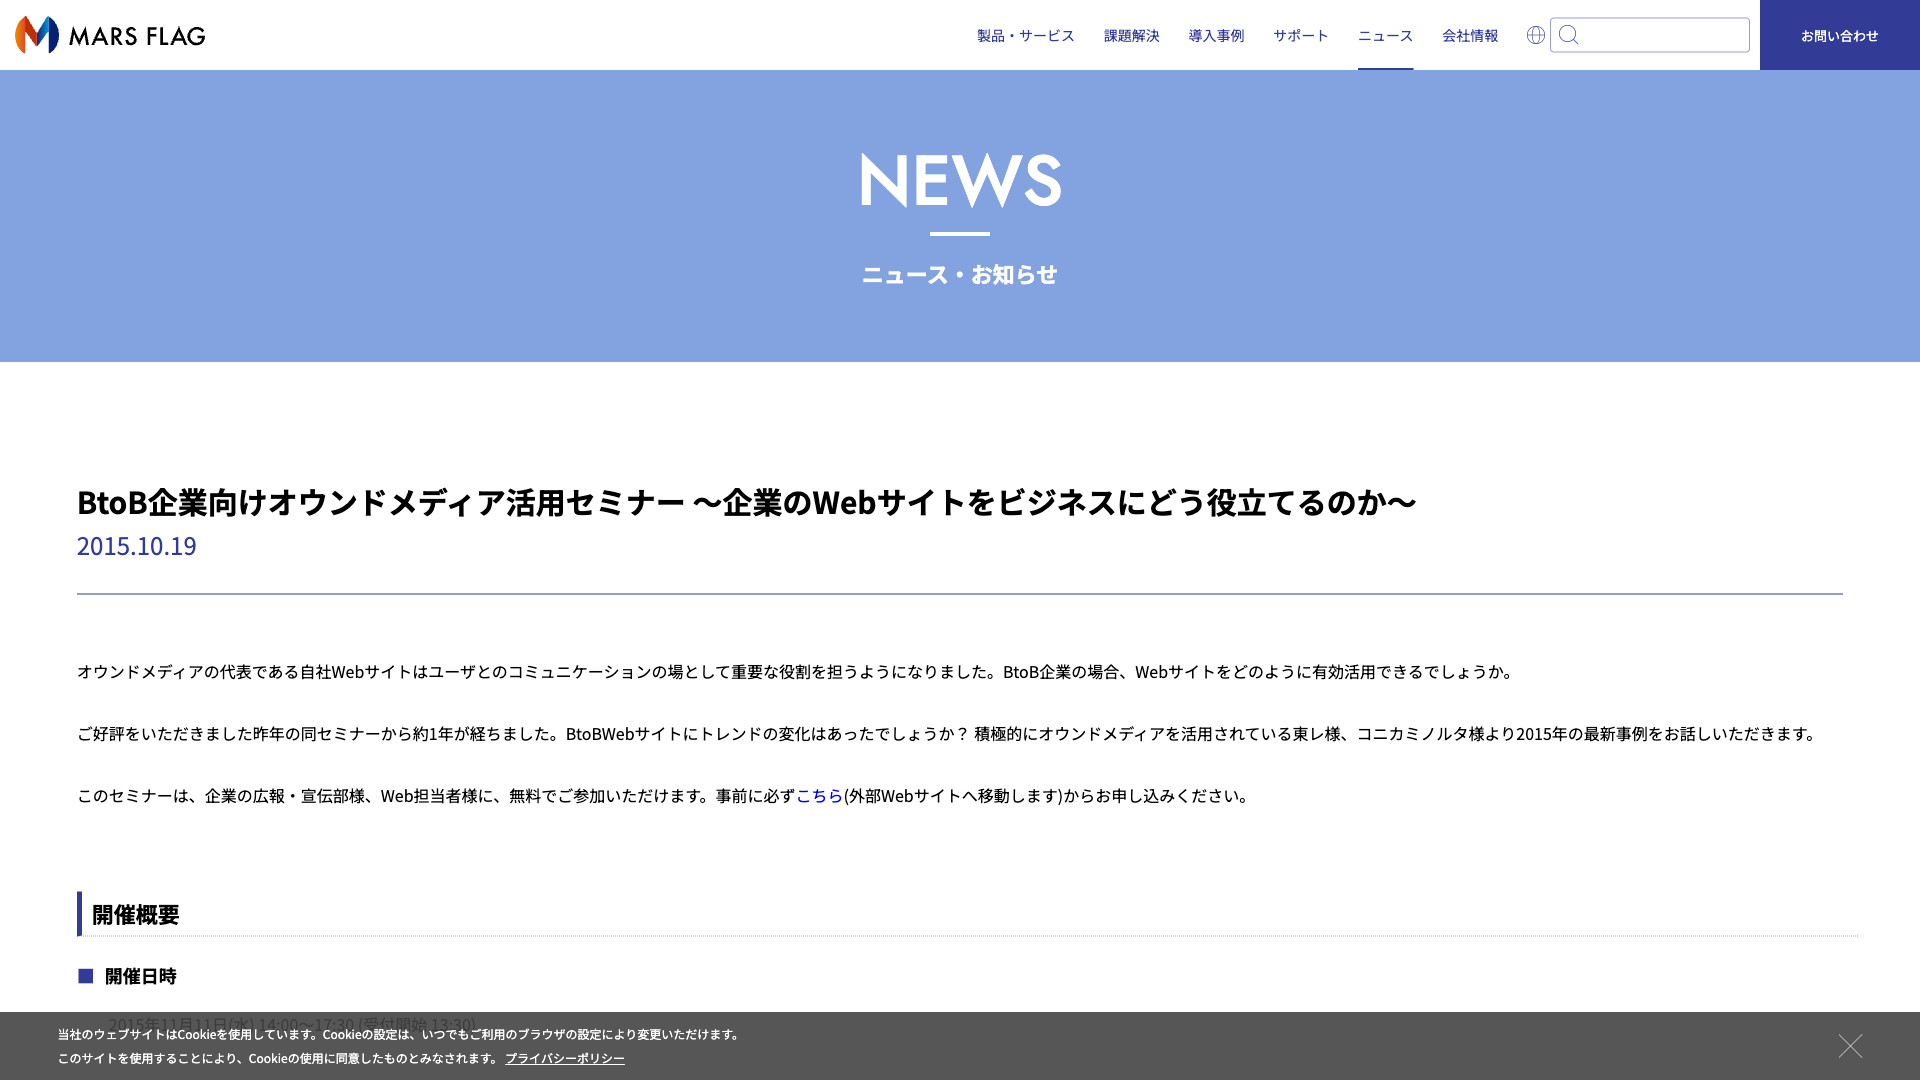 MARS FLAG
製品・サービス 課題解決 導入事例 サポート ニュース 会社情報 お問い合わせ
NEWS
ニュース・お知らせ
BtoB企業向けオウンドメディア活用セミナー ～企業のWebサイトをビジネスにどう役立てるのか～
2015.10.19
オウンドメディアの代表である自社Webサイトはユーザとのコミュニケーションの場として重要な役割を担うようになりました。BtoB企業の場合、Webサイトをどのように有効活用できるでしょうか。
ご好評をいただきました昨年の同セミナーから約1年が経ちました。BtoBWebサイトにトレンドの変化はあったでしょうか？ 積極的にオウンドメディアを活用されている東レ様、コニカミノルタ様より2015年の最新事例をお話しいただきます。
このセミナーは、企業の広報・宣伝部様、Web担当者様に、無料でご参加いただけます。事前に必ずこちら(外部Webサイトへ移動します)からお申し込みください。
開催概要
■ 開催日時
2015年11月11日(水) 14:00～17:30 (受付開始 13:30)
当社のウェブサイトはCookieを使用しています。Cookieの設定は、いつでもご利用のブラウザの設定により変更いただけます。
このサイトを使用することにより、Cookieの使用に同意したものとみなされます。 プライバシーポリシー